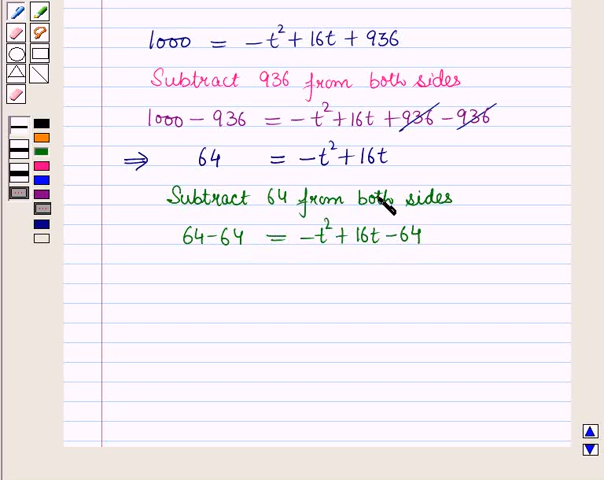 1000 = -t² + 16t + 936
Subtract 936 from both sides
1000 - 936 = -t² + 16t + 936 - 936
⇒ 64 = -t² + 16t
Subtract 64 from both sides
64-64 = -t² + 16t - 64